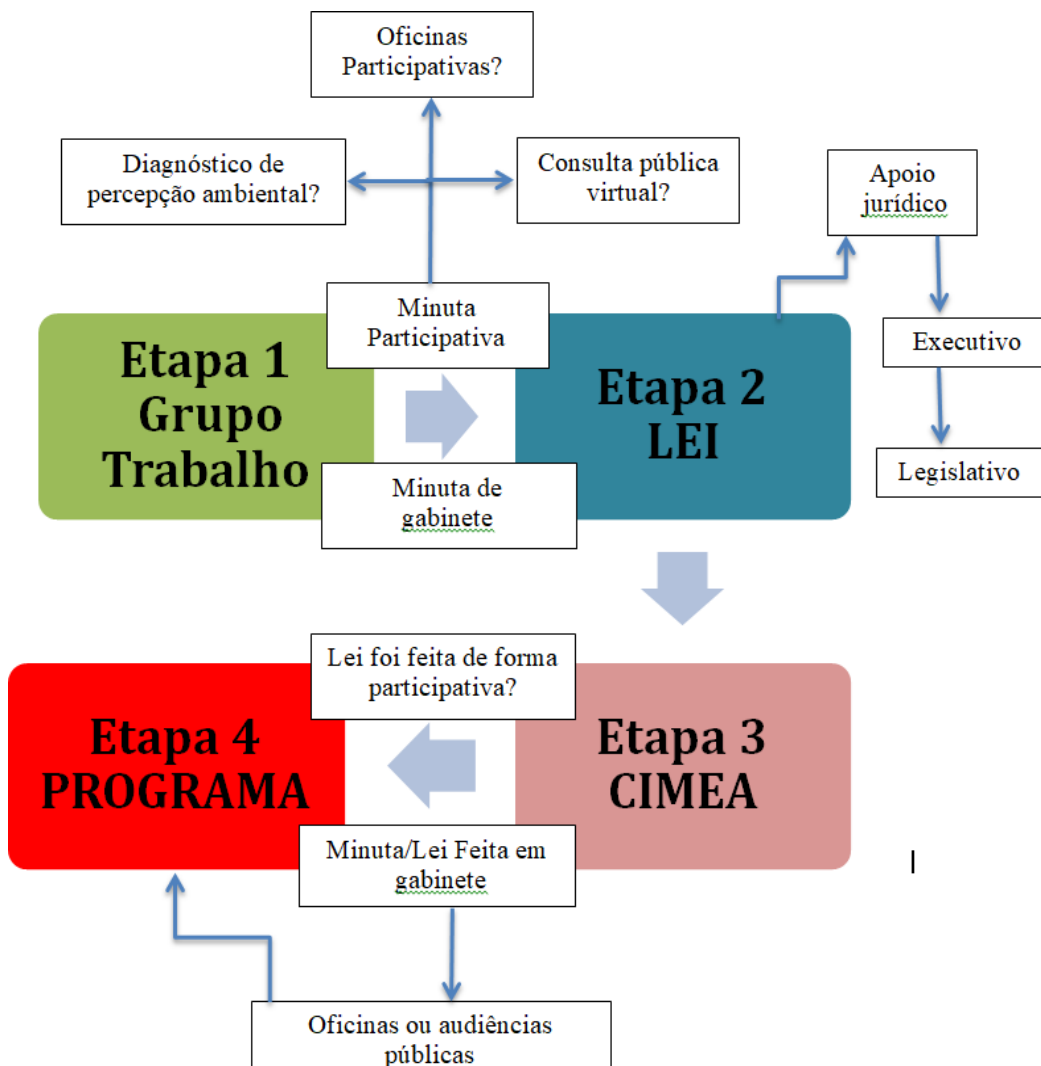 Oficinas
Participativas?
Diagnóstico de
percepção ambiental?
Consulta pública
virtual?
Apoio
jurídico
Minuta
Participativa
Executivo
Etapa 1
Grupo
Trabalho
Etapa 2
LEI
Minuta de
gabinete
Legislativo
Lei foi feita de forma
participativa?
Etapa 4
PROGRAMA
Etapa 3
CIMEA
Minuta/Lei Feita em
gabinete
Oficinas ou audiências
públicas